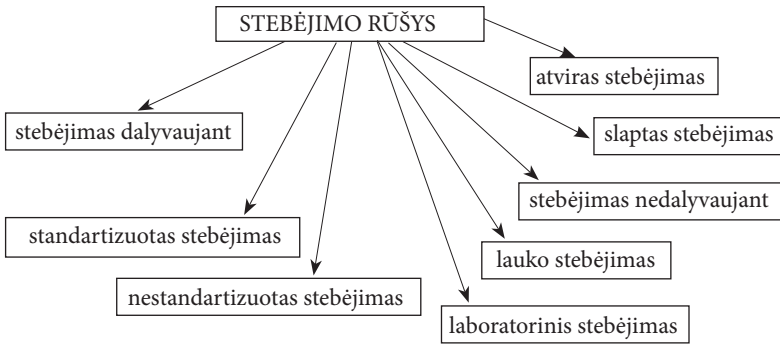 STEBĖJIMO RŪŠYS
atviras stebėjimas
stebėjimas dalyvaujant
slaptas stebėjimas
stebėjimas nedalyvaujant
standartizuotas stebėjimas
lauko stebėjimas
nestandartizuotas stebėjimas
laboratorinis stebėjimas